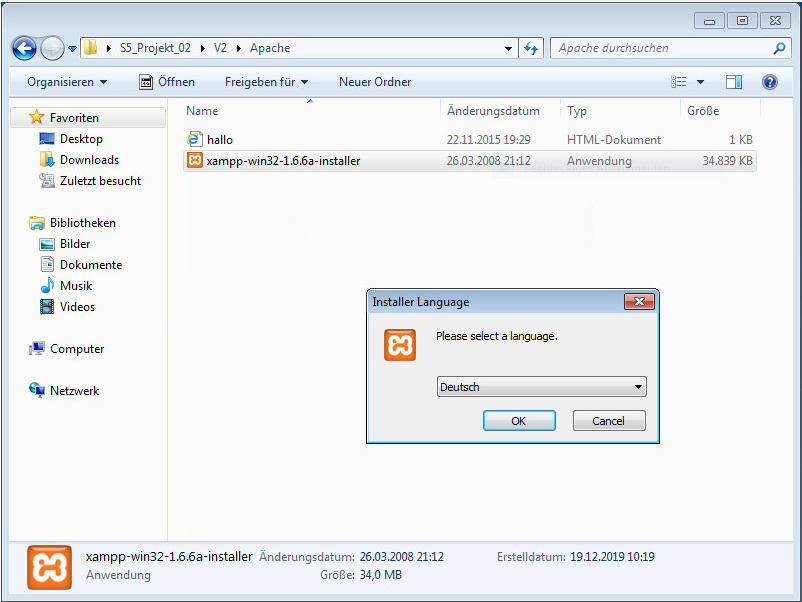 S5_Projekt_02 V2 Apache
Apache durchsuchen
Organisieren Öffnen Freigeben für Neuer Ordner
Name Änderungsdatum Typ Größe
Favoriten
Desktop
Downloads
Zuletzt besucht
Bibliotheken
Bilder
Dokumente
Musik
Videos
Computer
Netzwerk
hallo 22.11.2015 19:29 HTML-Dokument 1 KB
xampp-win32-1.6.6a-installer 26.03.2008 21:12 Anwendung 34.839 KB
Installer Language
Please select a language.
Deutsch
OK Cancel
xampp-win32-1.6.6a-installer Änderungsdatum: 26.03.2008 21:12 Erstelldatum: 19.12.2019 10:19
Anwendung Größe: 34,0 MB